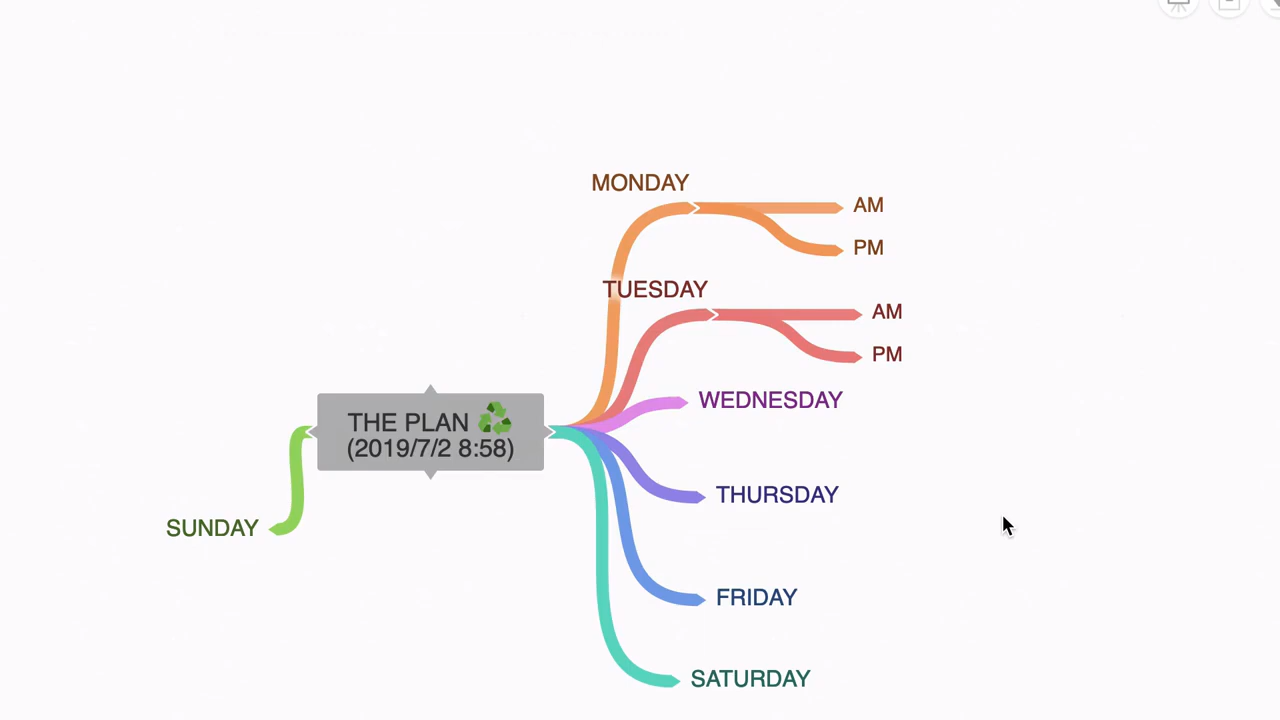 MONDAY
AM
PM
TUESDAY
AM
PM
WEDNESDAY
THE PLAN ♻️
(2019/7/2 8:58)
THURSDAY
SUNDAY
FRIDAY
SATURDAY